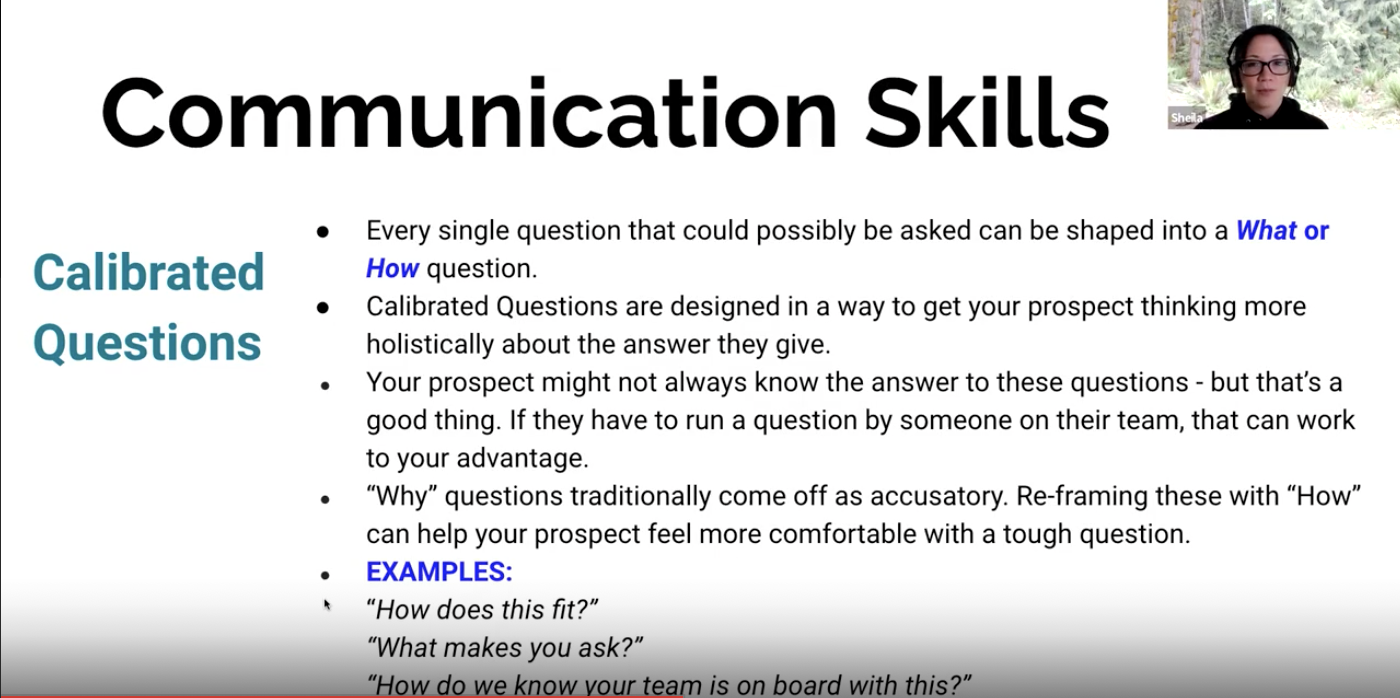 Communication Skills
Sheila
Calibrated
Questions
● Every single question that could possibly be asked can be shaped into a What or
How question.
● Calibrated Questions are designed in a way to get your prospect thinking more
holistically about the answer they give.
● Your prospect might not always know the answer to these questions - but that’s a
good thing. If they have to run a question by someone on their team, that can work
to your advantage.
● “Why” questions traditionally come off as accusatory. Re-framing these with “How”
can help your prospect feel more comfortable with a tough question.
● EXAMPLES:
“How does this fit?”
“What makes you ask?”
“How do we know your team is on board with this?”